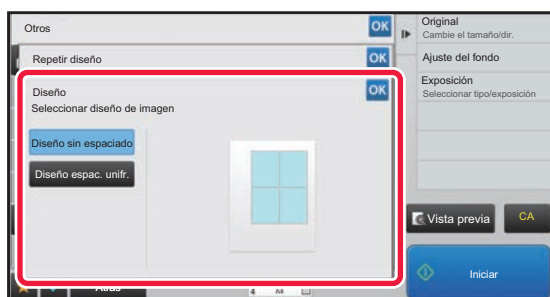 Otros
OK
Repetir diseño
OK
Diseño
OK
Seleccionar diseño de imagen
Diseño sin espaciado
Diseño espac. unifr.
Original
Cambie el tamaño/dir.
Ajuste del fondo
Exposición
Seleccionar tipo/exposición
Vista previa
CA
Iniciar